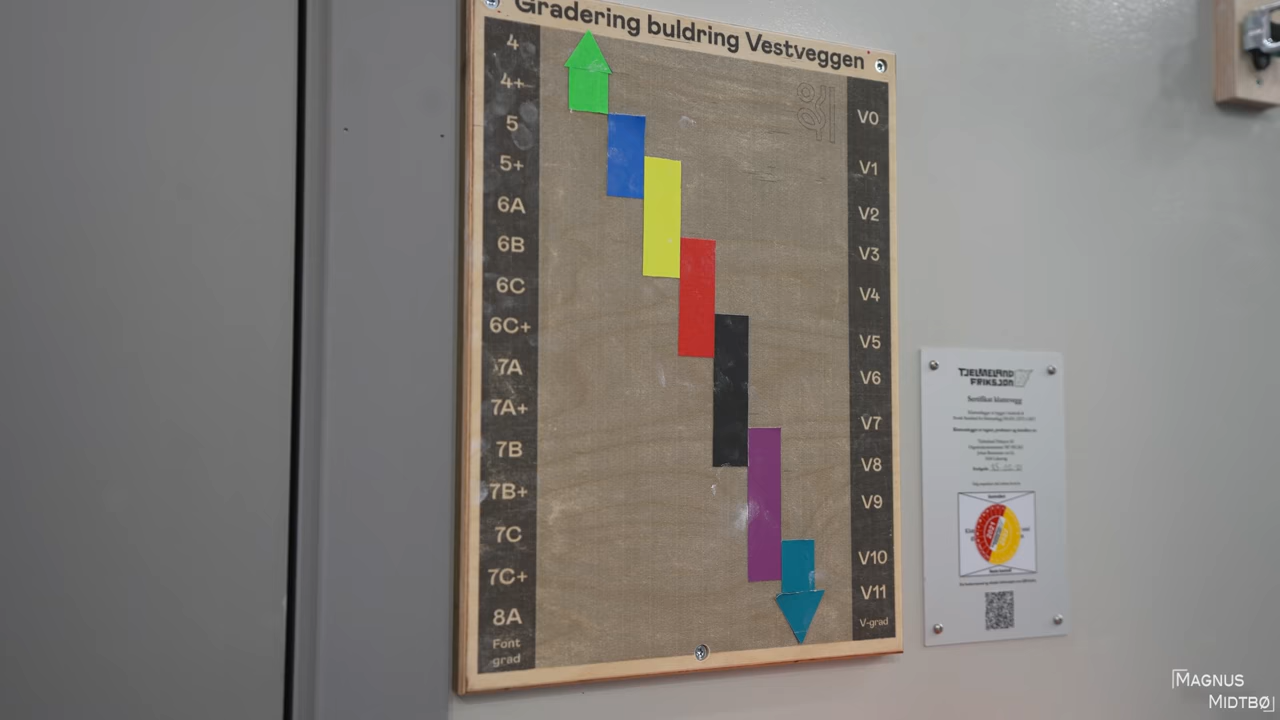 Gradering buldring Vestveggen
4
4+
5
5+
6A
6B
6C
6C+
7A
7A+
7B
7B+
7C
7C+
8A
Font
grad
V0
V1
V2
V3
V4
V5
V6
V7
V8
V9
V10
V11
V-grad
TJELMELAND
FRIKSJON
Sertifikat klatrevegg
MAGNUS
MIDTBØ